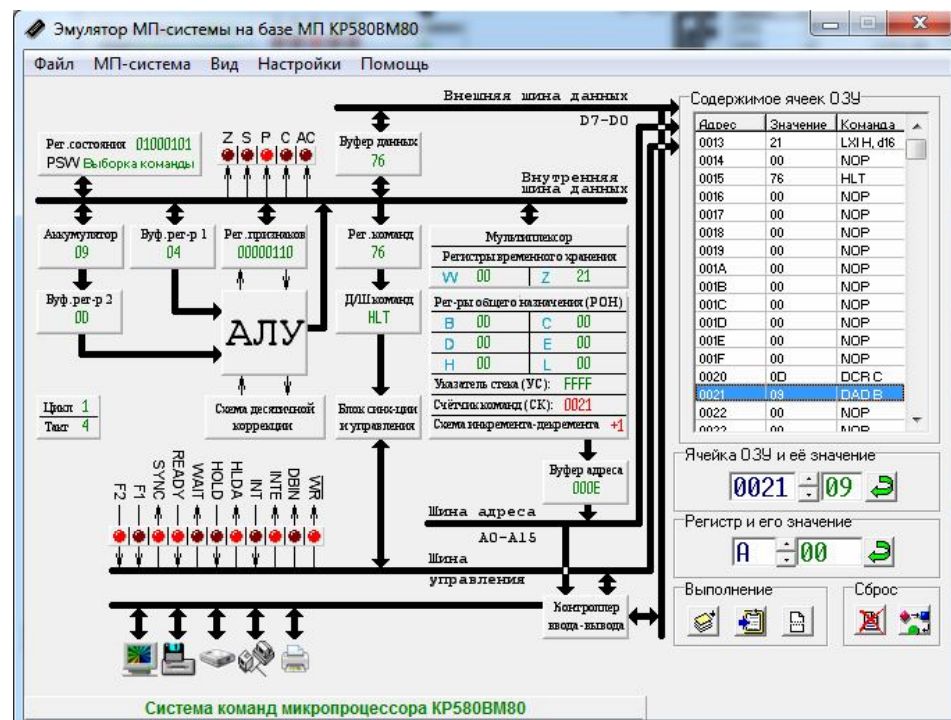 Эмулятор МП-системы на базе МП КР580ВМ80
Файл МП-система Вид Настройки Помощь
Внешняя шина данных
D7-D0
Рег.состояния 01000101
PSW Выборка команды
Z S P C AC
Буфер данных
76
Внутренняя
шина данных
Аккумулятор
09
Буф.рег-р 1
04
Рег.признаков
00000110
Рег.команд
76
Мультиплексор
Регистры временного хранения
W 00 Z 21
Буф.рег-р 2
0D
АЛУ
Д/Ш команд
HLT
Рег-ры общего назначения (РОН)
B 0D C 00
D 00 E 00
H 00 L 00
Указатель стека (УС): FFFF
Счётчик команд (СК): 0021
Схема инкремента-декремента +1
Цикл 1
Такт 4
Схема десятичной
коррекции
Блок синх-ции
и управления
Буфер адреса
000E
F2 F1 SYNC READY WAIT HOLD HLDA INT INTE DBIN WR
Шина адреса
A0-A15
Шина
управления
Контроллер
ввода-вывода
Система команд микропроцессора КР580ВМ80
Содержимое ячеек ОЗУ
Адрес Значение Команда
0013 21 LXI H, d16
0014 00 NOP
0015 76 HLT
0016 00 NOP
0017 00 NOP
0018 00 NOP
0019 00 NOP
001A 00 NOP
001B 00 NOP
001C 00 NOP
001D 00 NOP
001E 00 NOP
001F 00 NOP
0020 0D DCR C
0021 09 DAD B
0022 00 NOP
0023 00 NOP
Ячейка ОЗУ и её значение
0021 09
Регистр и его значение
A 00
Выполнение
Сброс